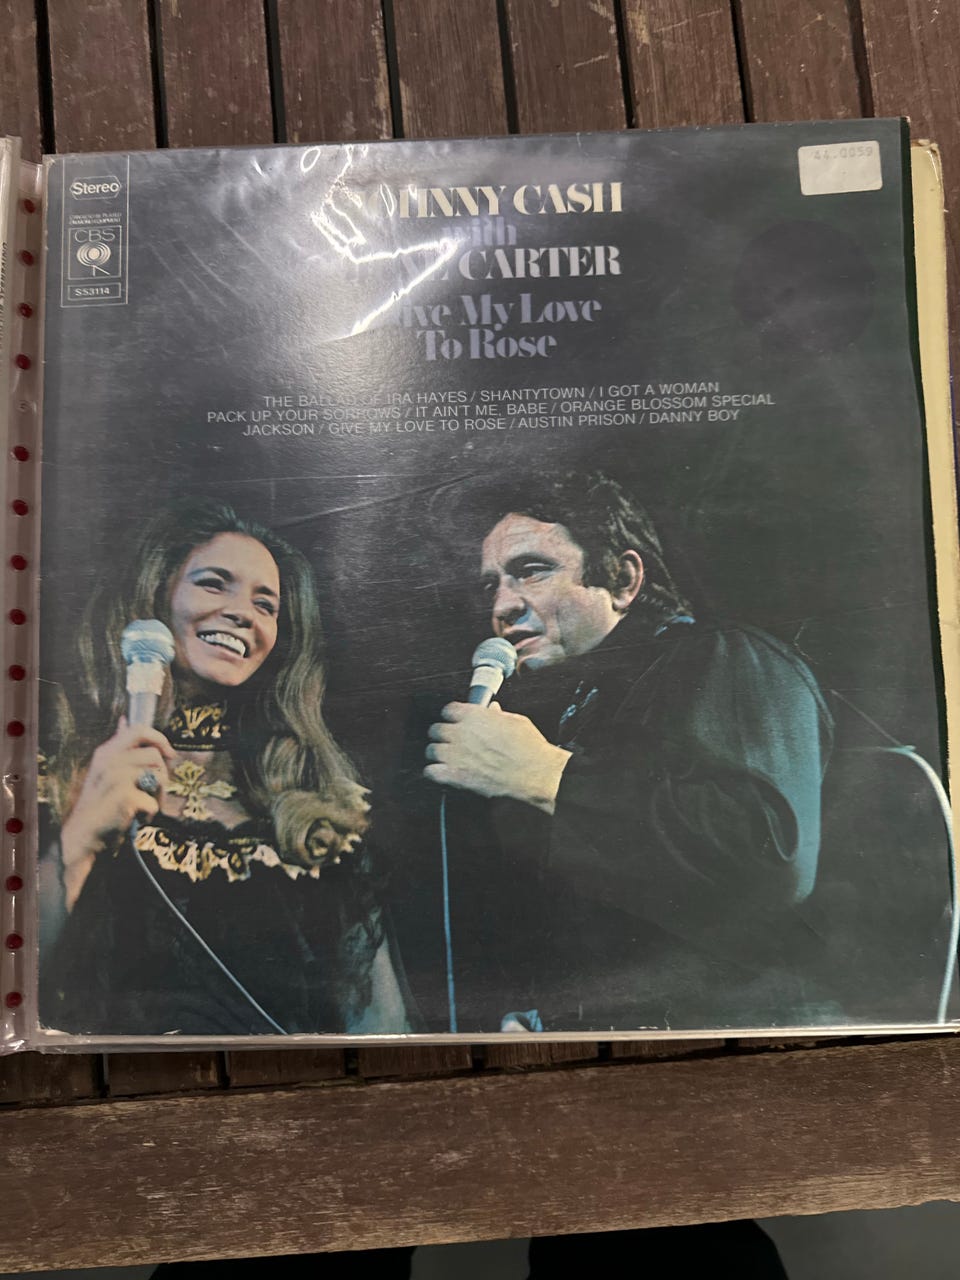 Stereo
CBS
SS3114
44.0059
JOHNNY CASH
with
JUNE CARTER
Give My Love
To Rose
THE BALLAD OF IRA HAYES / SHANTYTOWN / I GOT A WOMAN
PACK UP YOUR SORROWS / IT AIN'T ME, BABE / ORANGE BLOSSOM SPECIAL
JACKSON / GIVE MY LOVE TO ROSE / AUSTIN PRISON / DANNY BOY